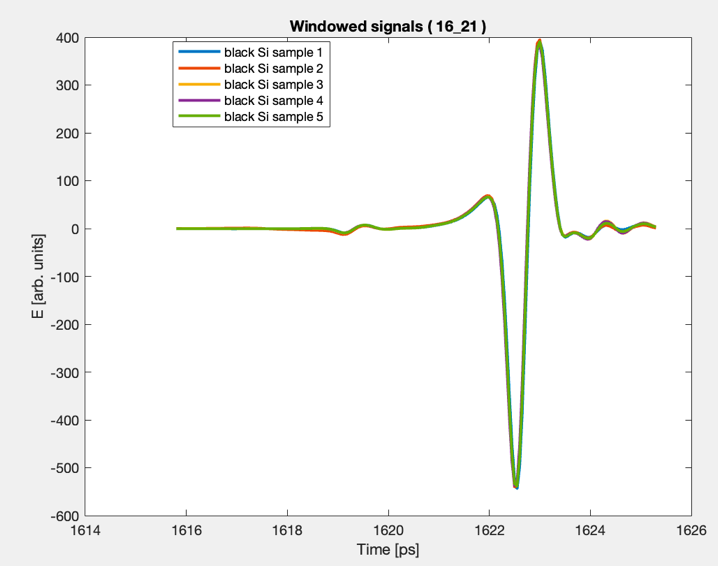 Windowed signals ( 16_21 )
400
300
200
100
0
-100
-200
-300
-400
-500
-600
E [arb. units]
black Si sample 1
black Si sample 2
black Si sample 3
black Si sample 4
black Si sample 5
1614
1616
1618
1620
1622
1624
1626
Time [ps]